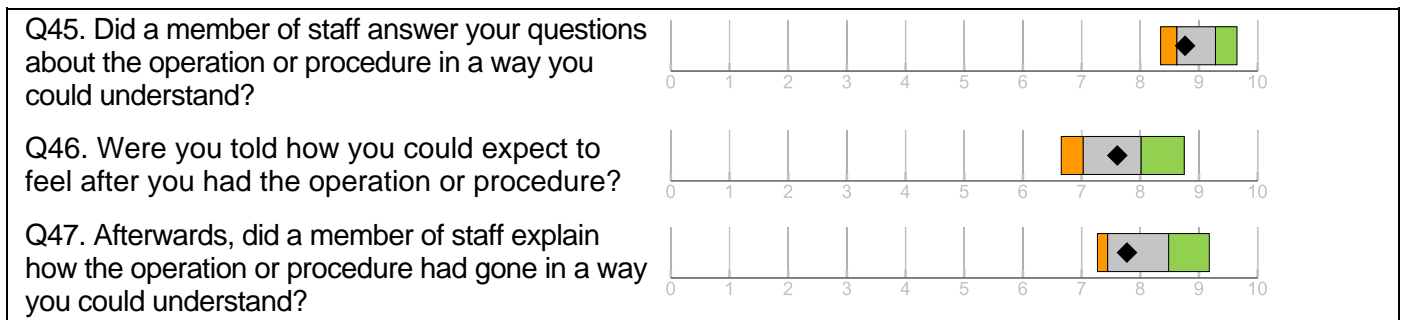 Q45. Did a member of staff answer your questions
about the operation or procedure in a way you
could understand?
0 1 2 3 4 5 6 7 8 9 10
Q46. Were you told how you could expect to
feel after you had the operation or procedure?
0 1 2 3 4 5 6 7 8 9 10
Q47. Afterwards, did a member of staff explain
how the operation or procedure had gone in a way
you could understand?
0 1 2 3 4 5 6 7 8 9 10